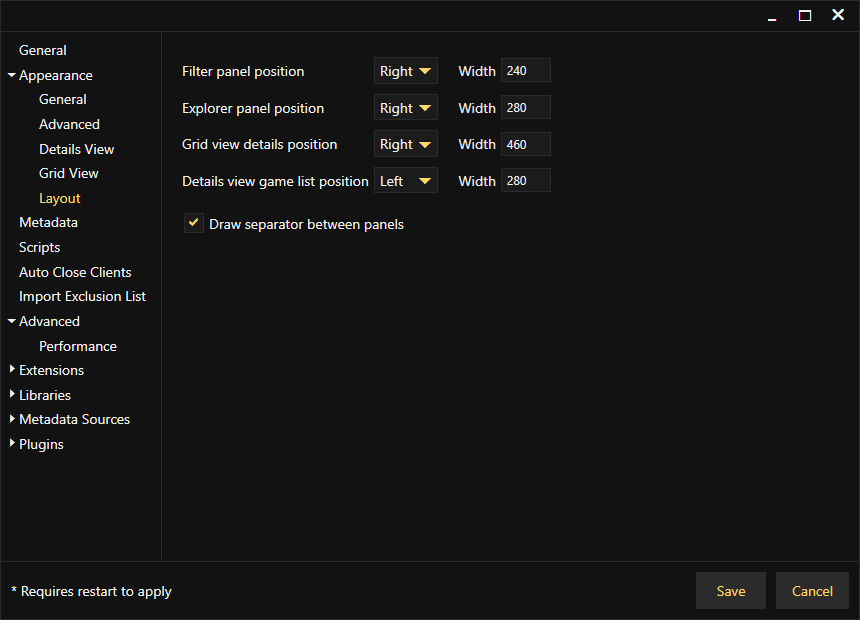 General
Appearance
General
Advanced
Details View
Grid View
Layout
Metadata
Scripts
Auto Close Clients
Import Exclusion List
Advanced
Performance
Extensions
Libraries
Metadata Sources
Plugins
Filter panel position Right Width 240
Explorer panel position Right Width 280
Grid view details position Right Width 460
Details view game list position Left Width 280
Draw separator between panels
* Requires restart to apply
Save Cancel